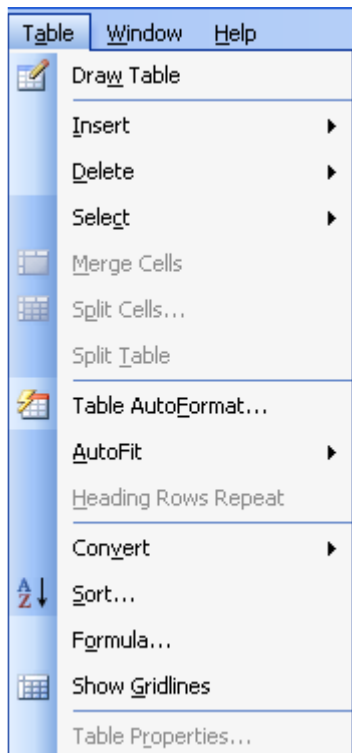 Table Window Help
Draw Table
Insert
Delete
Select
Merge Cells
Split Cells...
Split Table
Table AutoFormat...
AutoFit
Heading Rows Repeat
Convert
A
Z
Sort...
Formula...
Show Gridlines
Table Properties...